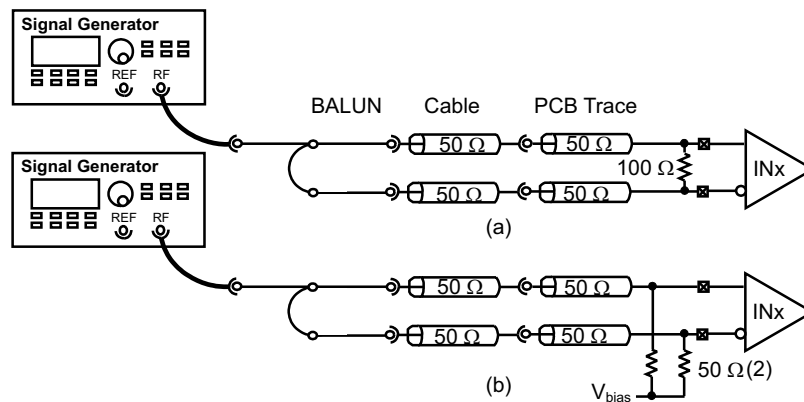 Signal Generator
REF RF
BALUN Cable PCB Trace
50 Ω 50 Ω
100 Ω
INx
50 Ω 50 Ω
(a)
Signal Generator
REF RF
50 Ω 50 Ω
INx
50 Ω 50 Ω
50 Ω (2)
(b)
Vbias